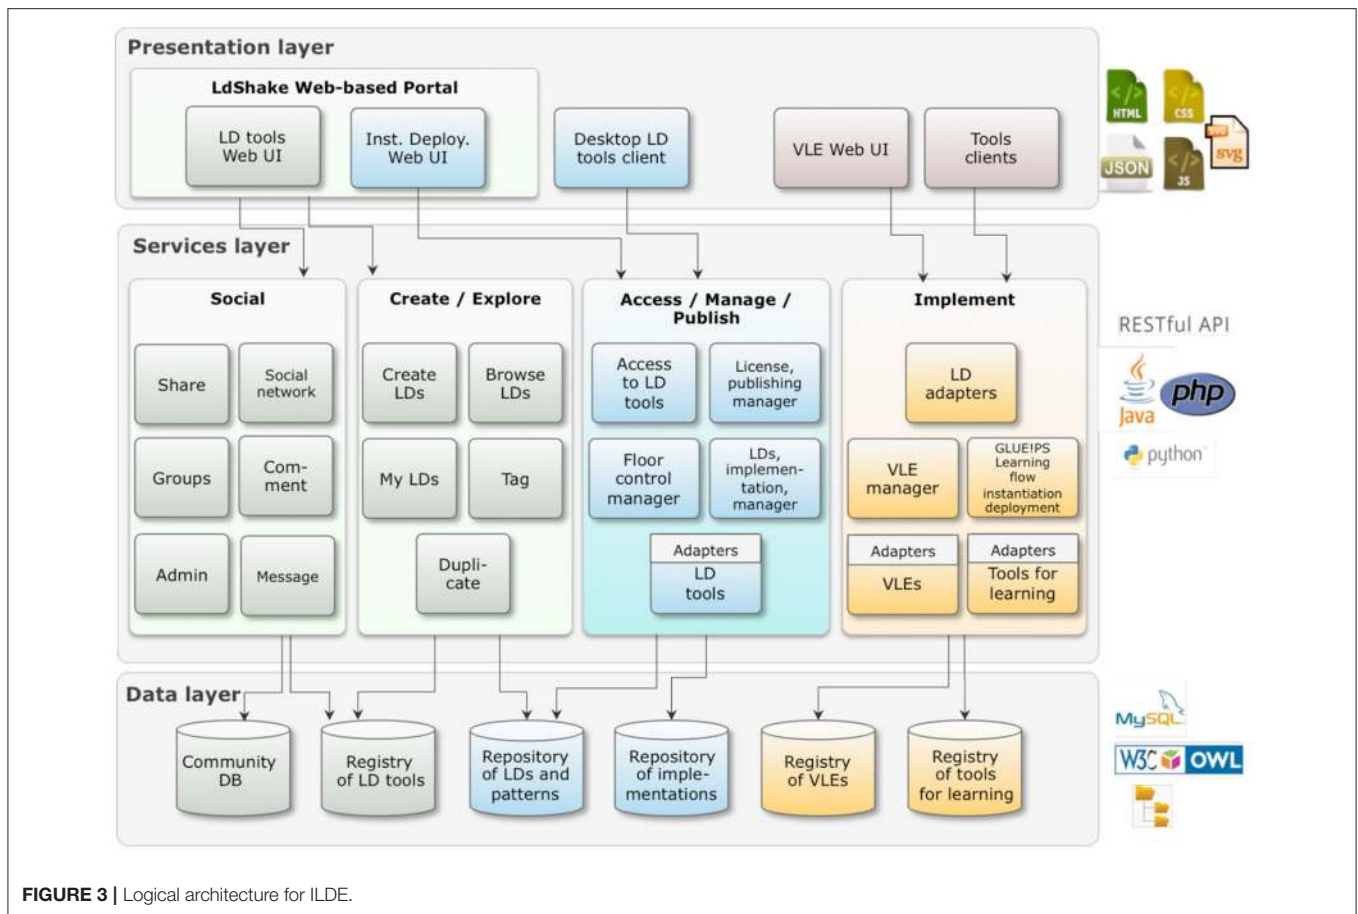 Presentation layer
LdShake Web-based Portal
LD tools
Web UI
Inst. Deploy.
Web UI
Desktop LD
tools client
VLE Web UI
Tools
clients
HTML
CSS
SVG
svg
JSON
JS
Services layer
Social
Share
Social
network
Groups
Com-
ment
Admin
Message
Create / Explore
Create
LDs
Browse
LDs
My LDs
Tag
Dupli-
cate
Access / Manage /
Publish
Access
to LD
tools
License,
publishing
manager
Floor
control
manager
LDs,
implemen-
tation,
manager
Adapters
LD
tools
Implement
LD
adapters
VLE
manager
GLUE!PS
Learning
flow
instantiation
deployment
Adapters
VLEs
Adapters
Tools for
learning
RESTful API
Java
php
python
Data layer
Community
DB
Registry
of LD tools
Repository
of LDs and
patterns
Repository
of imple-
mentations
Registry
of VLEs
Registry
of tools
for learning
MySQL
W3C OWL
FIGURE 3 | Logical architecture for ILDE.